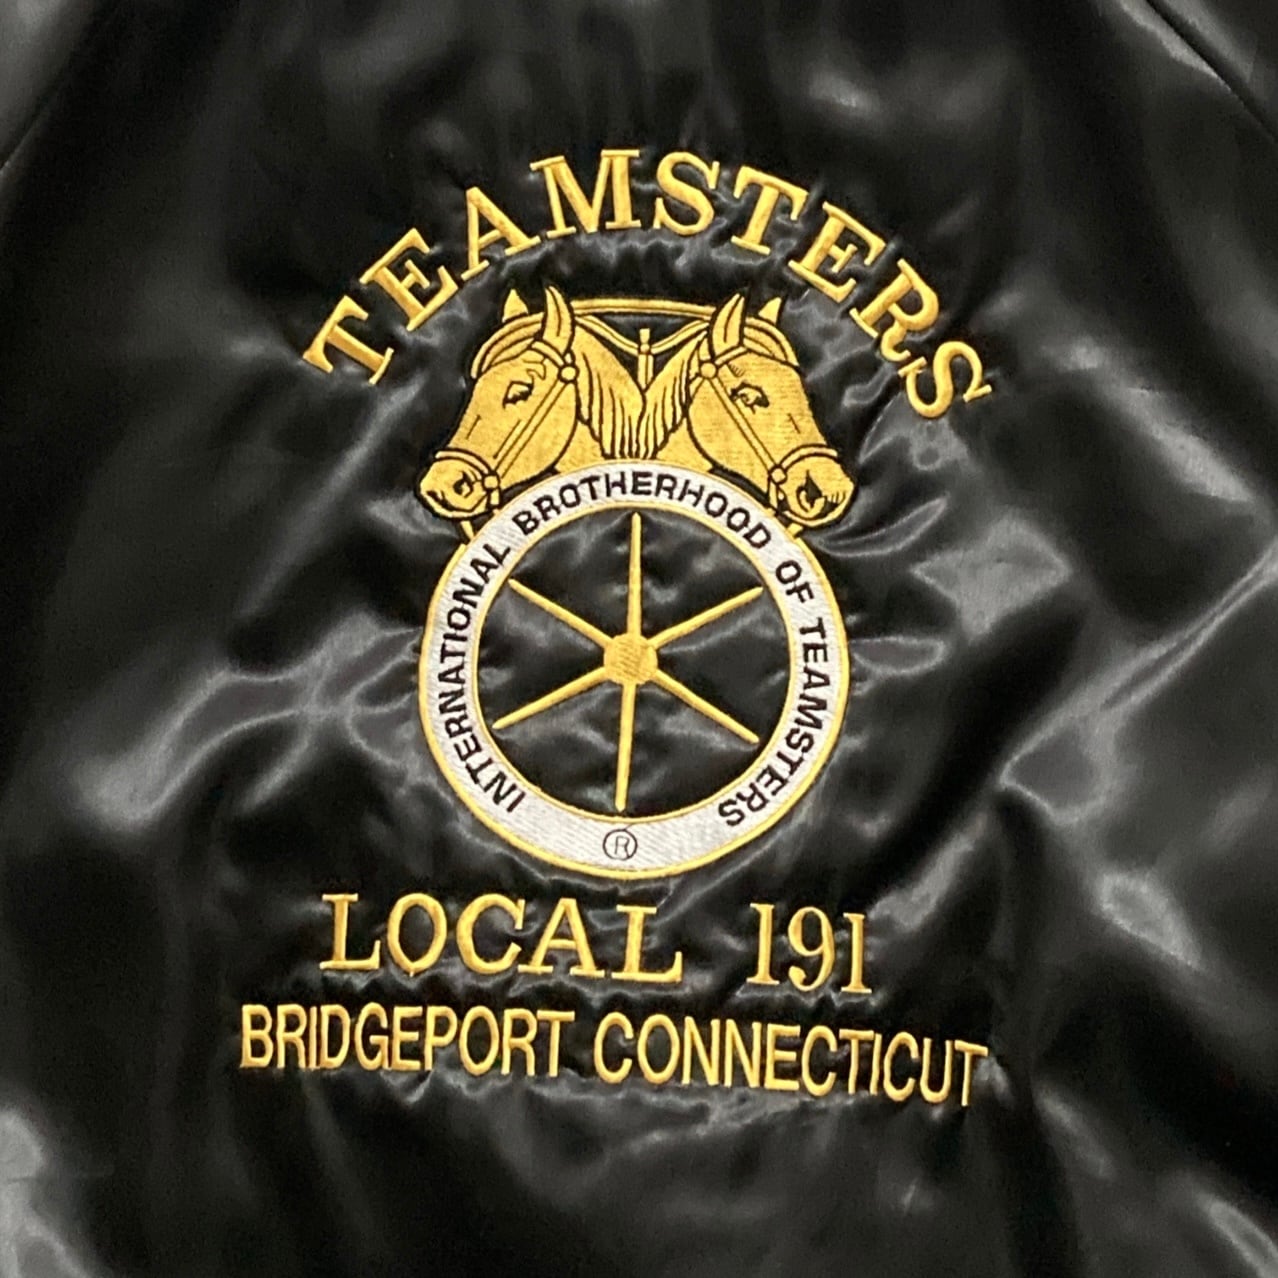 TEAMSTERS
INTERNATIONAL BROTHERHOOD OF TEAMSTERS
®
LOCAL 191
BRIDGEPORT CONNECTICUT